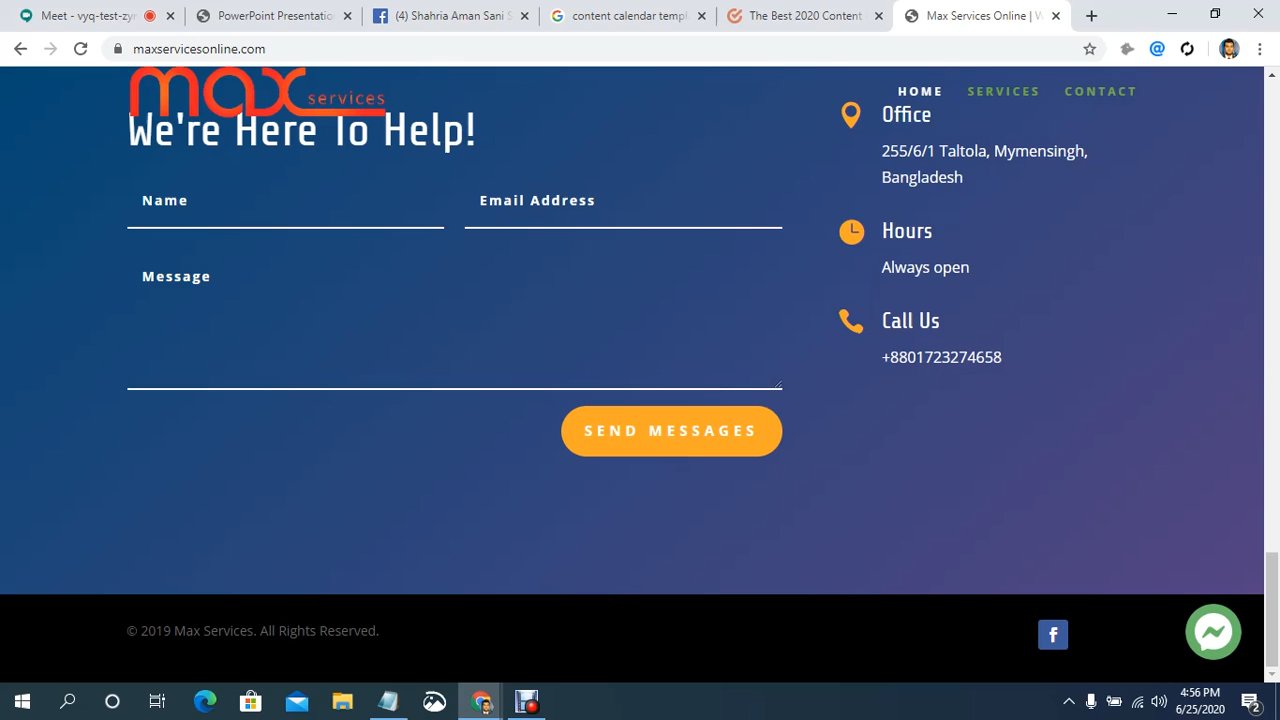 Meet - vyq-test-zyr
PowerPoint Presentatio
(4) Shahria Aman Sani S
content calendar templ
The Best 2020 Content
Max Services Online | W
maxservicesonline.com
max services
HOME SERVICES CONTACT
We're Here To Help!
Name
Email Address
Message
SEND MESSAGES
Office
255/6/1 Taltola, Mymensingh,
Bangladesh
Hours
Always open
Call Us
+8801723274658
© 2019 Max Services. All Rights Reserved.
f
4:56 PM
6/25/2020
2